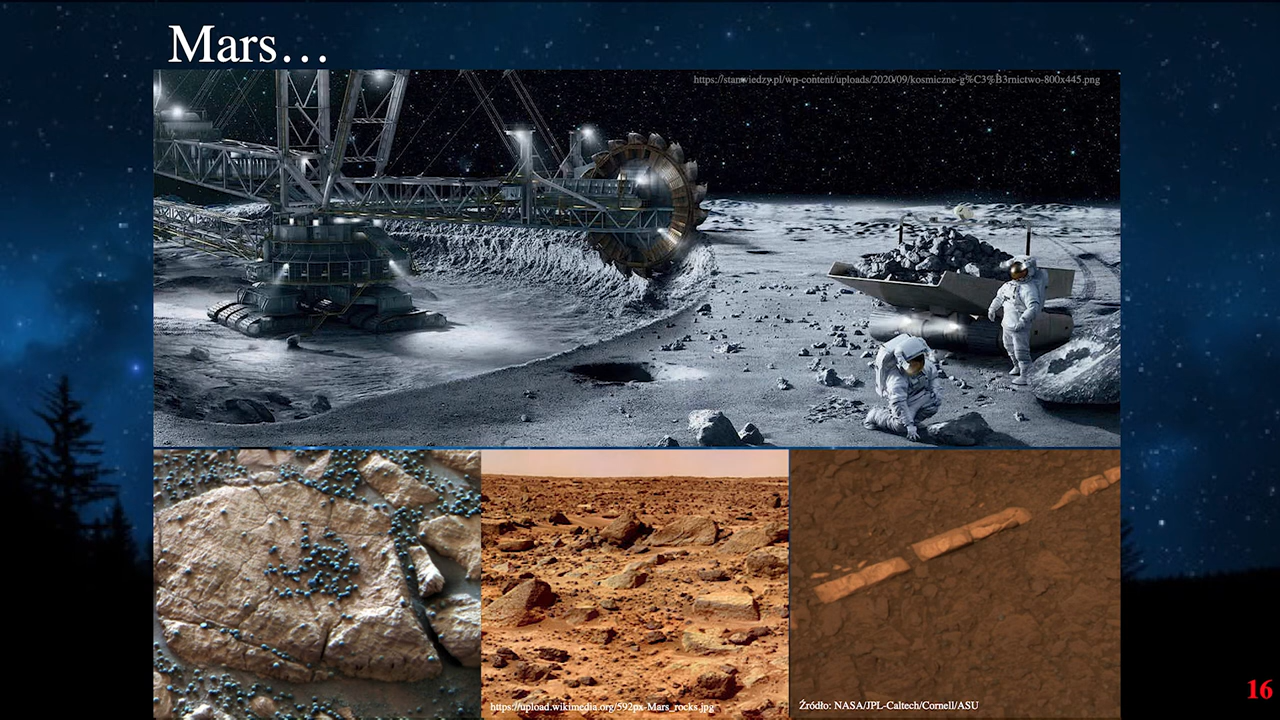 Mars…
https://stanwiedzy.pl/wp-content/uploads/2020/09/kosmiczne-g%C3%B3rnictwo-800x445.png
https://upload.wikimedia.org/592px-Mars_rocks.jpg
Źródło: NASA/JPL-Caltech/Cornell/ASU
16